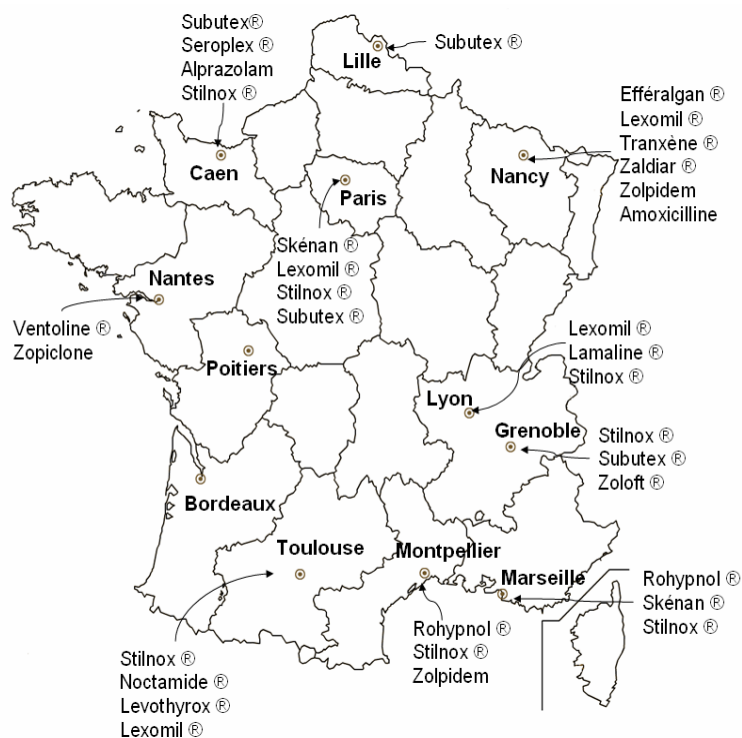 Subutex®
Seroplex ®
Alprazolam
Stilnox ®
Lille
Subutex ®
Efféralgan ®
Lexomil ®
Tranxène ®
Zaldiar ®
Zolpidem
Amoxicilline
Caen
Paris
Nancy
Skénan ®
Lexomil ®
Stilnox ®
Subutex ®
Nantes
Ventoline ®
Zopiclone
Poitiers
Lexomil ®
Lamaline ®
Stilnox ®
Lyon
Grenoble
Stilnox ®
Subutex ®
Zoloft ®
Bordeaux
Toulouse
Montpellier
Marseille
Rohypnol ®
Skénan ®
Stilnox ®
Rohypnol ®
Stilnox ®
Zolpidem
Stilnox ®
Noctamide ®
Levothyrox ®
Lexomil ®